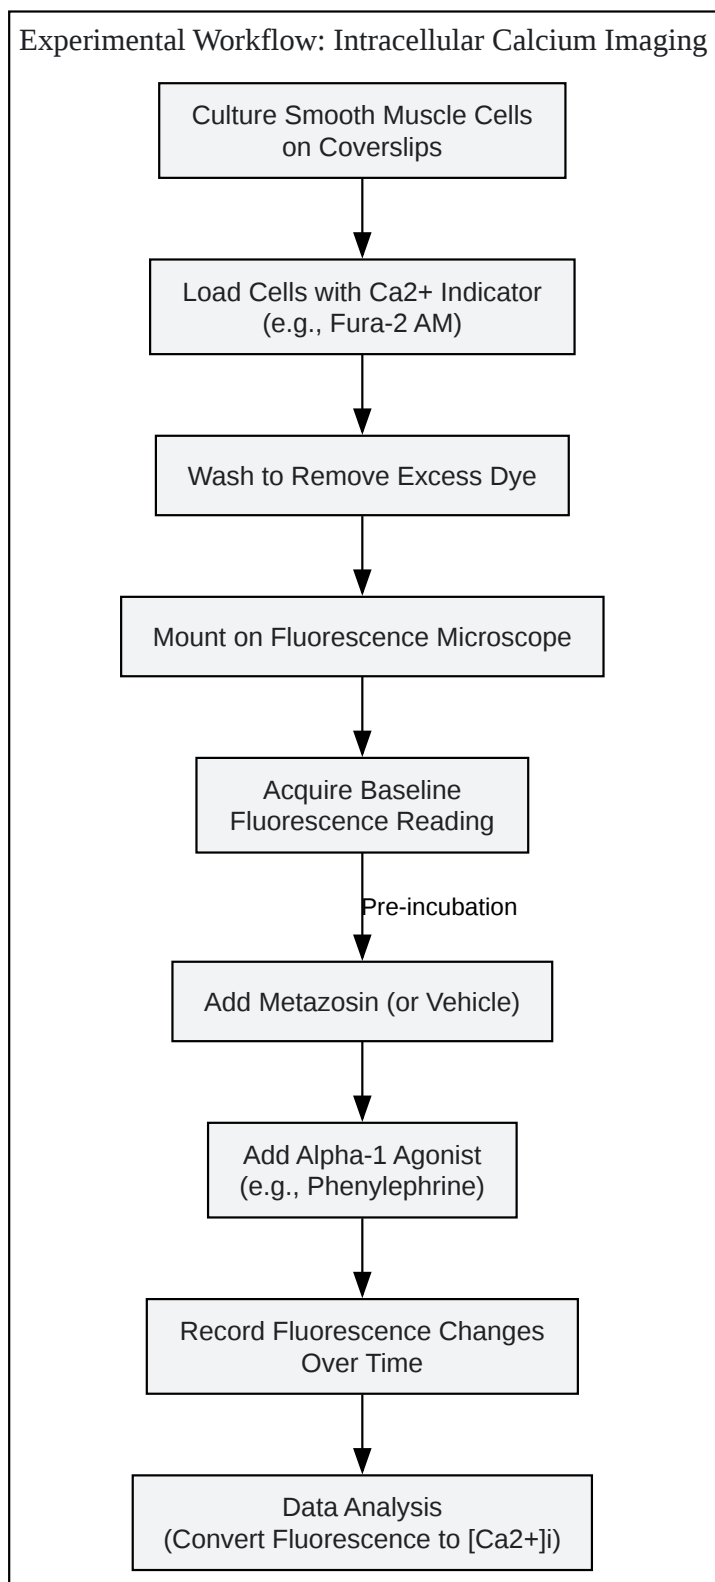 Experimental Workflow: Intracellular Calcium Imaging
Culture Smooth Muscle Cells
on Coverslips
Load Cells with Ca2+ Indicator
(e.g., Fura-2 AM)
Wash to Remove Excess Dye
Mount on Fluorescence Microscope
Acquire Baseline
Fluorescence Reading
Pre-incubation
Add Metazosin (or Vehicle)
Add Alpha-1 Agonist
(e.g., Phenylephrine)
Record Fluorescence Changes
Over Time
Data Analysis
(Convert Fluorescence to [Ca2+]i)